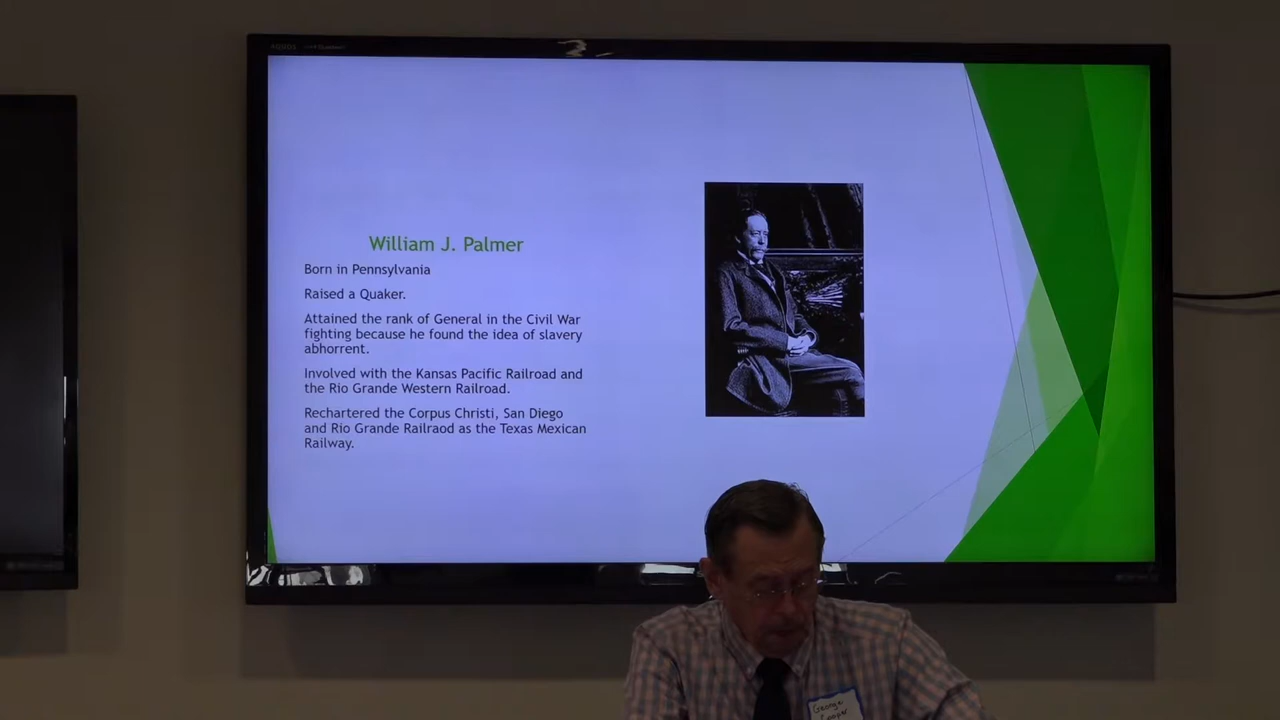 AQUOS
William J. Palmer
Born in Pennsylvania
Raised a Quaker.
Attained the rank of General in the Civil War
fighting because he found the idea of slavery
abhorrent.
Involved with the Kansas Pacific Railroad and
the Rio Grande Western Railroad.
Rechartered the Corpus Christi, San Diego
and Rio Grande Railraod as the Texas Mexican
Railway.
George